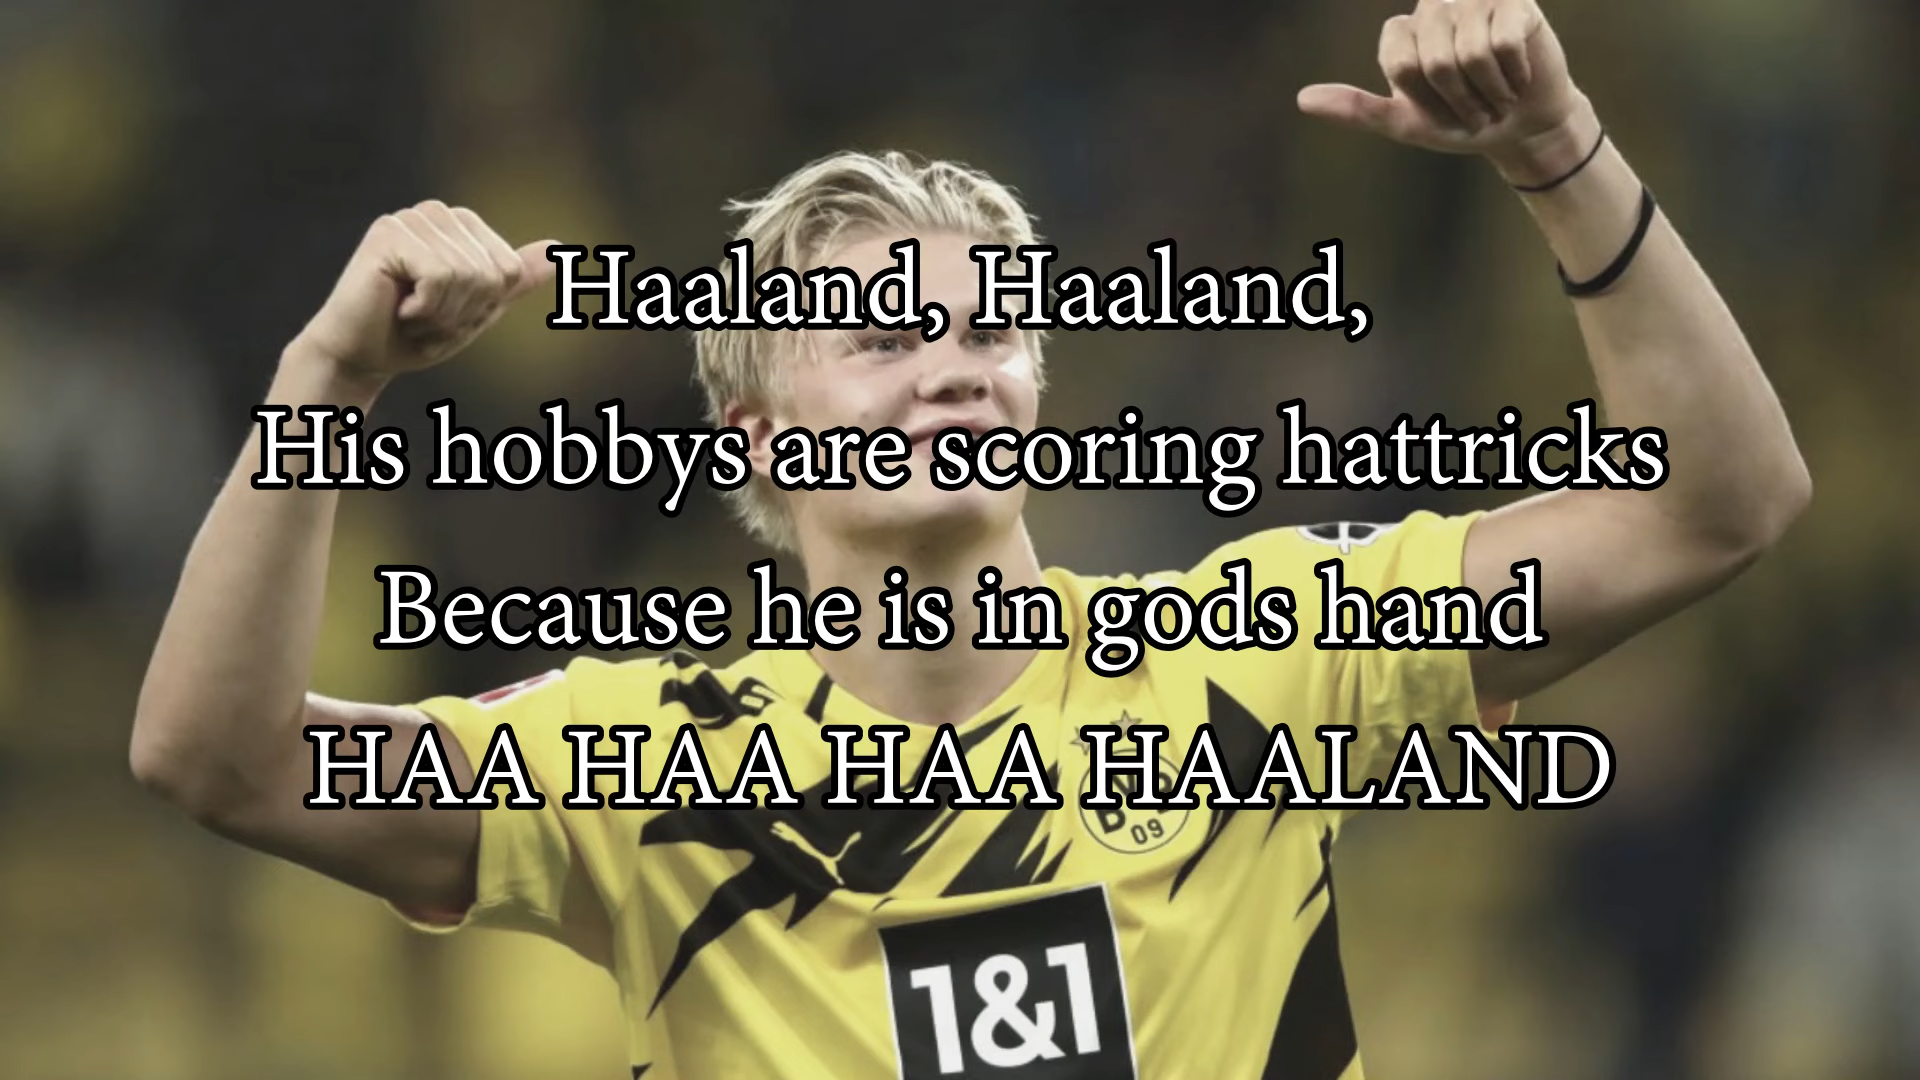 Haaland, Haaland,
His hobbys are scoring hattricks
Because he is in gods hand
HAA HAA HAA HAALAND
09
1&1